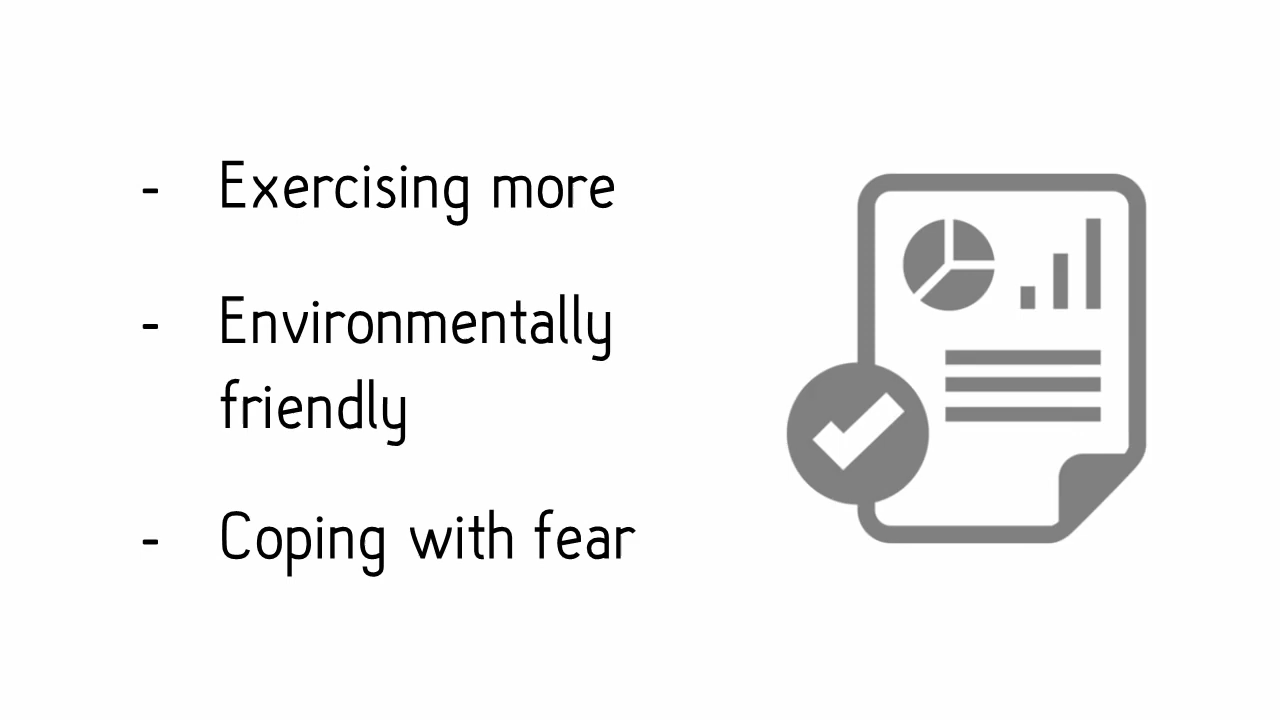 - Exercising more
- Environmentally
friendly
- Coping with fear